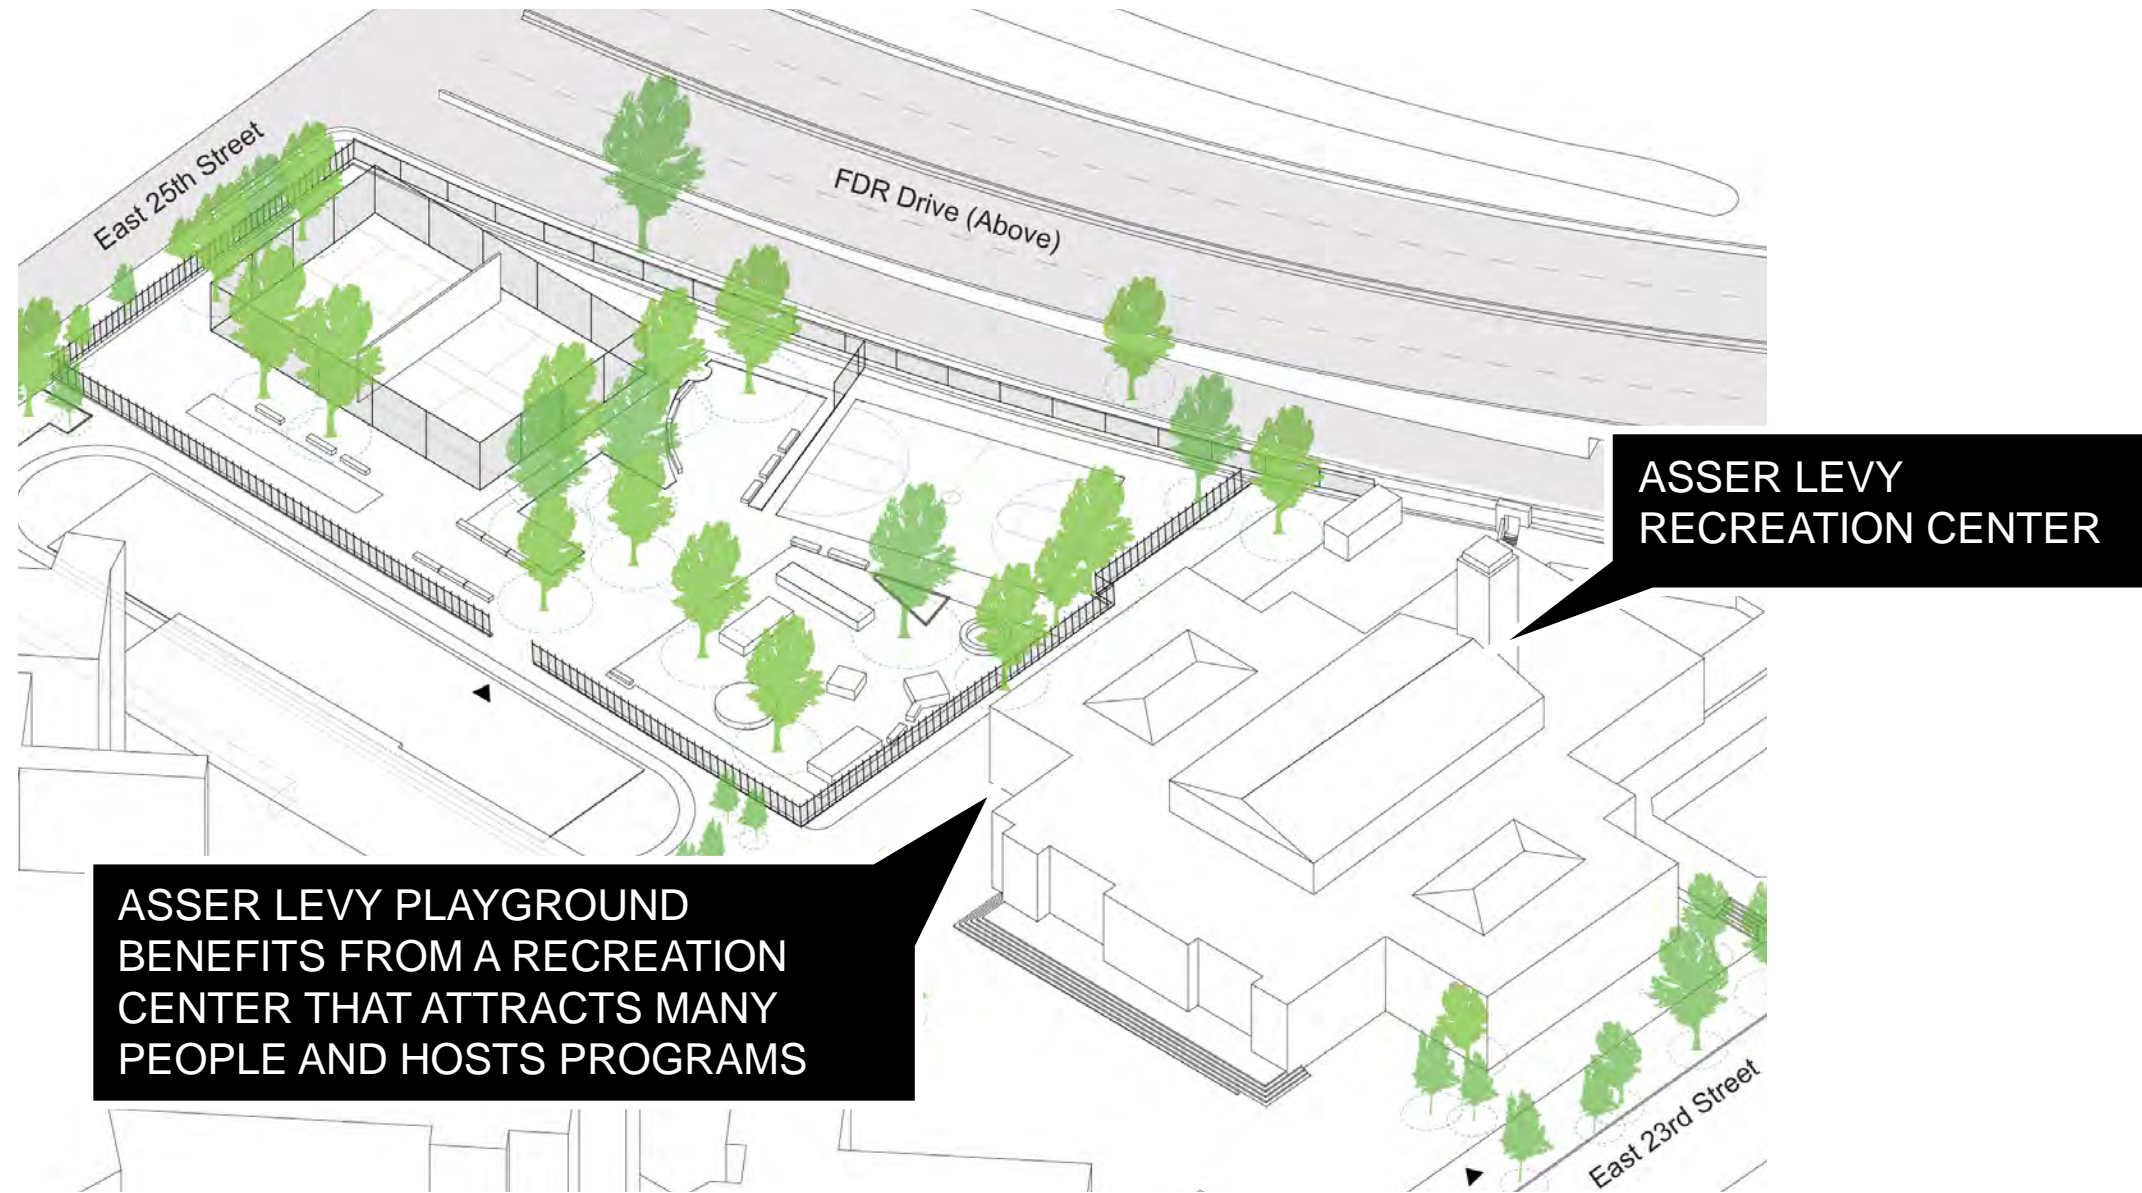 East 25th Street
FDR Drive (Above)
ASSER LEVY
RECREATION CENTER
ASSER LEVY PLAYGROUND
BENEFITS FROM A RECREATION
CENTER THAT ATTRACTS MANY
PEOPLE AND HOSTS PROGRAMS
East 23rd Street